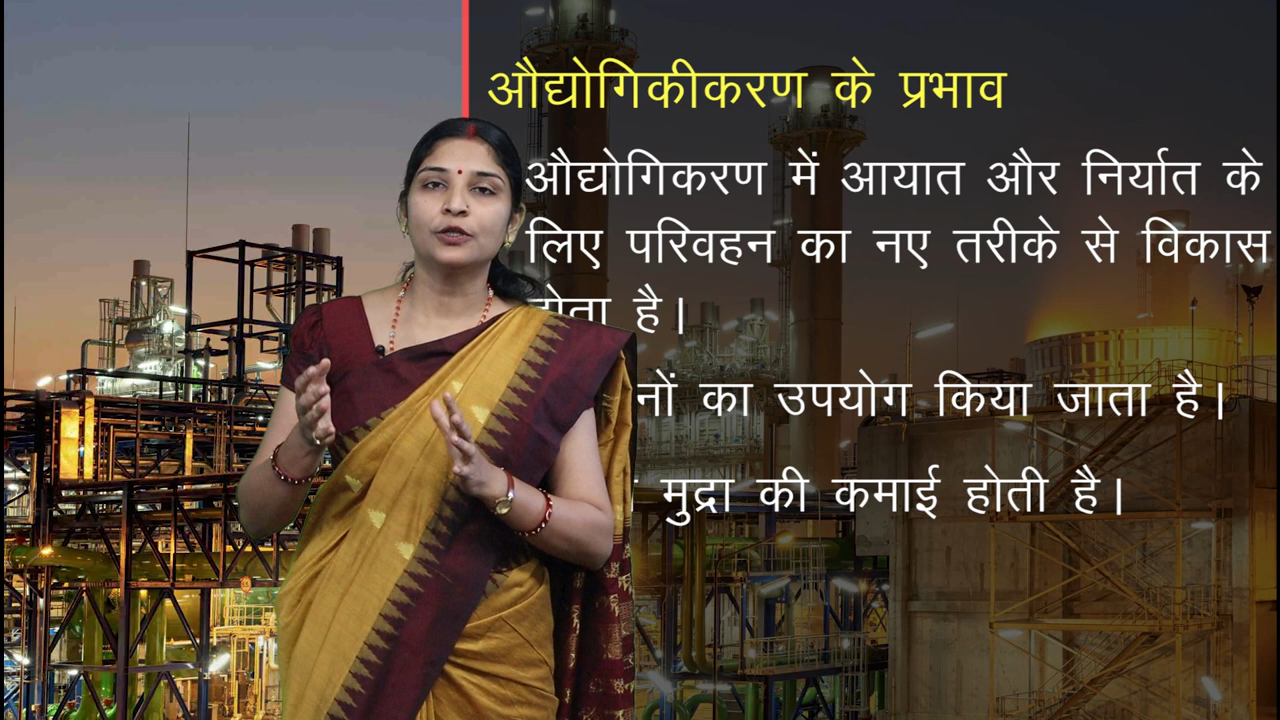 औद्योगिकीकरण के प्रभाव
औद्योगिकरण में आयात और निर्यात के
लिए परिवहन का नए तरीके से विकास
होता है।
का उपयोग किया जाता है।
मुद्रा की कमाई होती है।